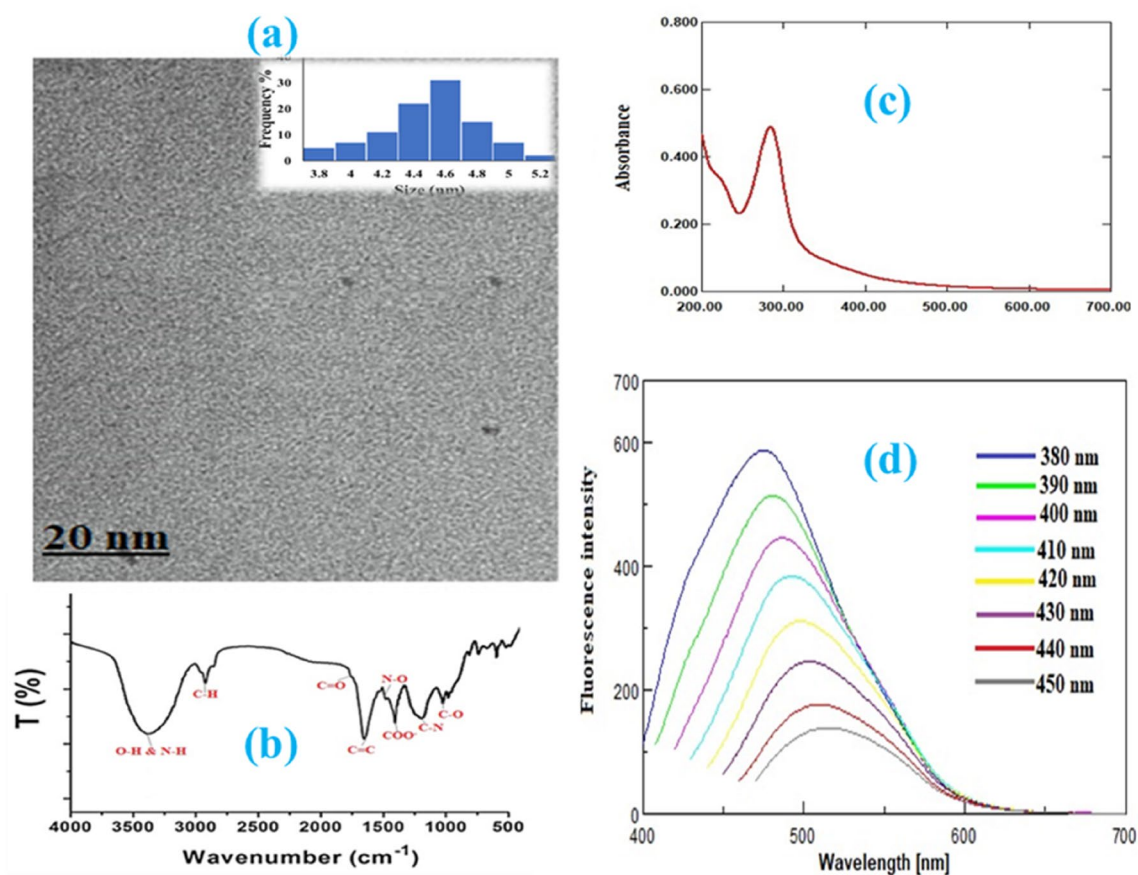 (a)
40
30
20
10
0
Frequency %
3.8 4 4.2 4.4 4.6 4.8 5 5.2
Size (nm)
20 nm
T (%)
C-H
O-H & N-H
C=O
N-O
C=C
COO-
C-N
C-O
(b)
4000 3500 3000 2500 2000 1500 1000 500
Wavenumber (cm-1)
0.800
0.600
0.400
0.200
0.000
Absorbance
(c)
200.00 300.00 400.00 500.00 600.00 700.00
700
600
400
200
0
Fluorescence intensity
(d)
380 nm
390 nm
400 nm
410 nm
420 nm
430 nm
440 nm
450 nm
400 500 600 700
Wavelength [nm]